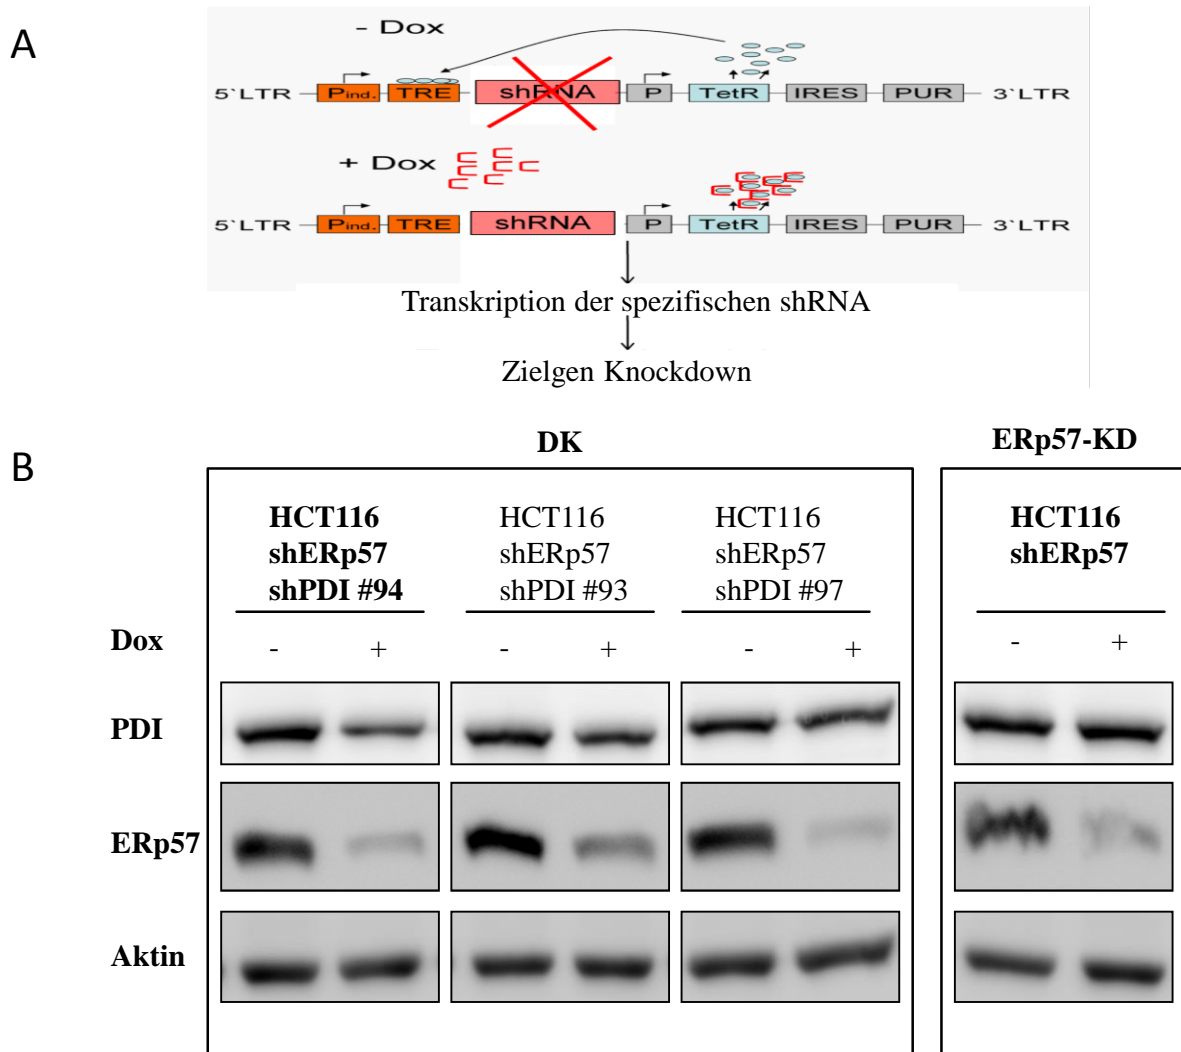 A
- Dox
5`LTR Pind. TRE shRNA P TetR IRES PUR 3`LTR
+ Dox
5`LTR Pind. TRE shRNA P TetR IRES PUR 3`LTR
Transkription der spezifischen shRNA
Zielgen Knockdown
B
DK ERp57-KD
HCT116 HCT116 HCT116 HCT116
shERp57 shERp57 shERp57 shERp57
shPDI #94 shPDI #93 shPDI #97
Dox - + - + - + - +
PDI
ERp57
Aktin